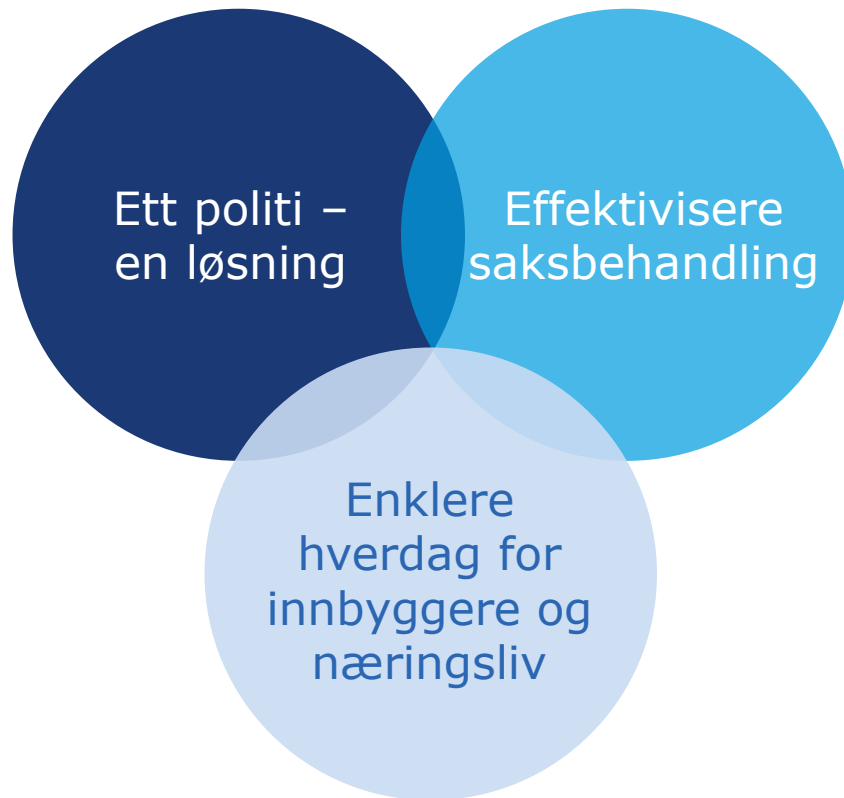 Ett politi –
en løsning
Effektivisere
saksbehandling
Enklere
hverdag for
innbyggere og
næringsliv